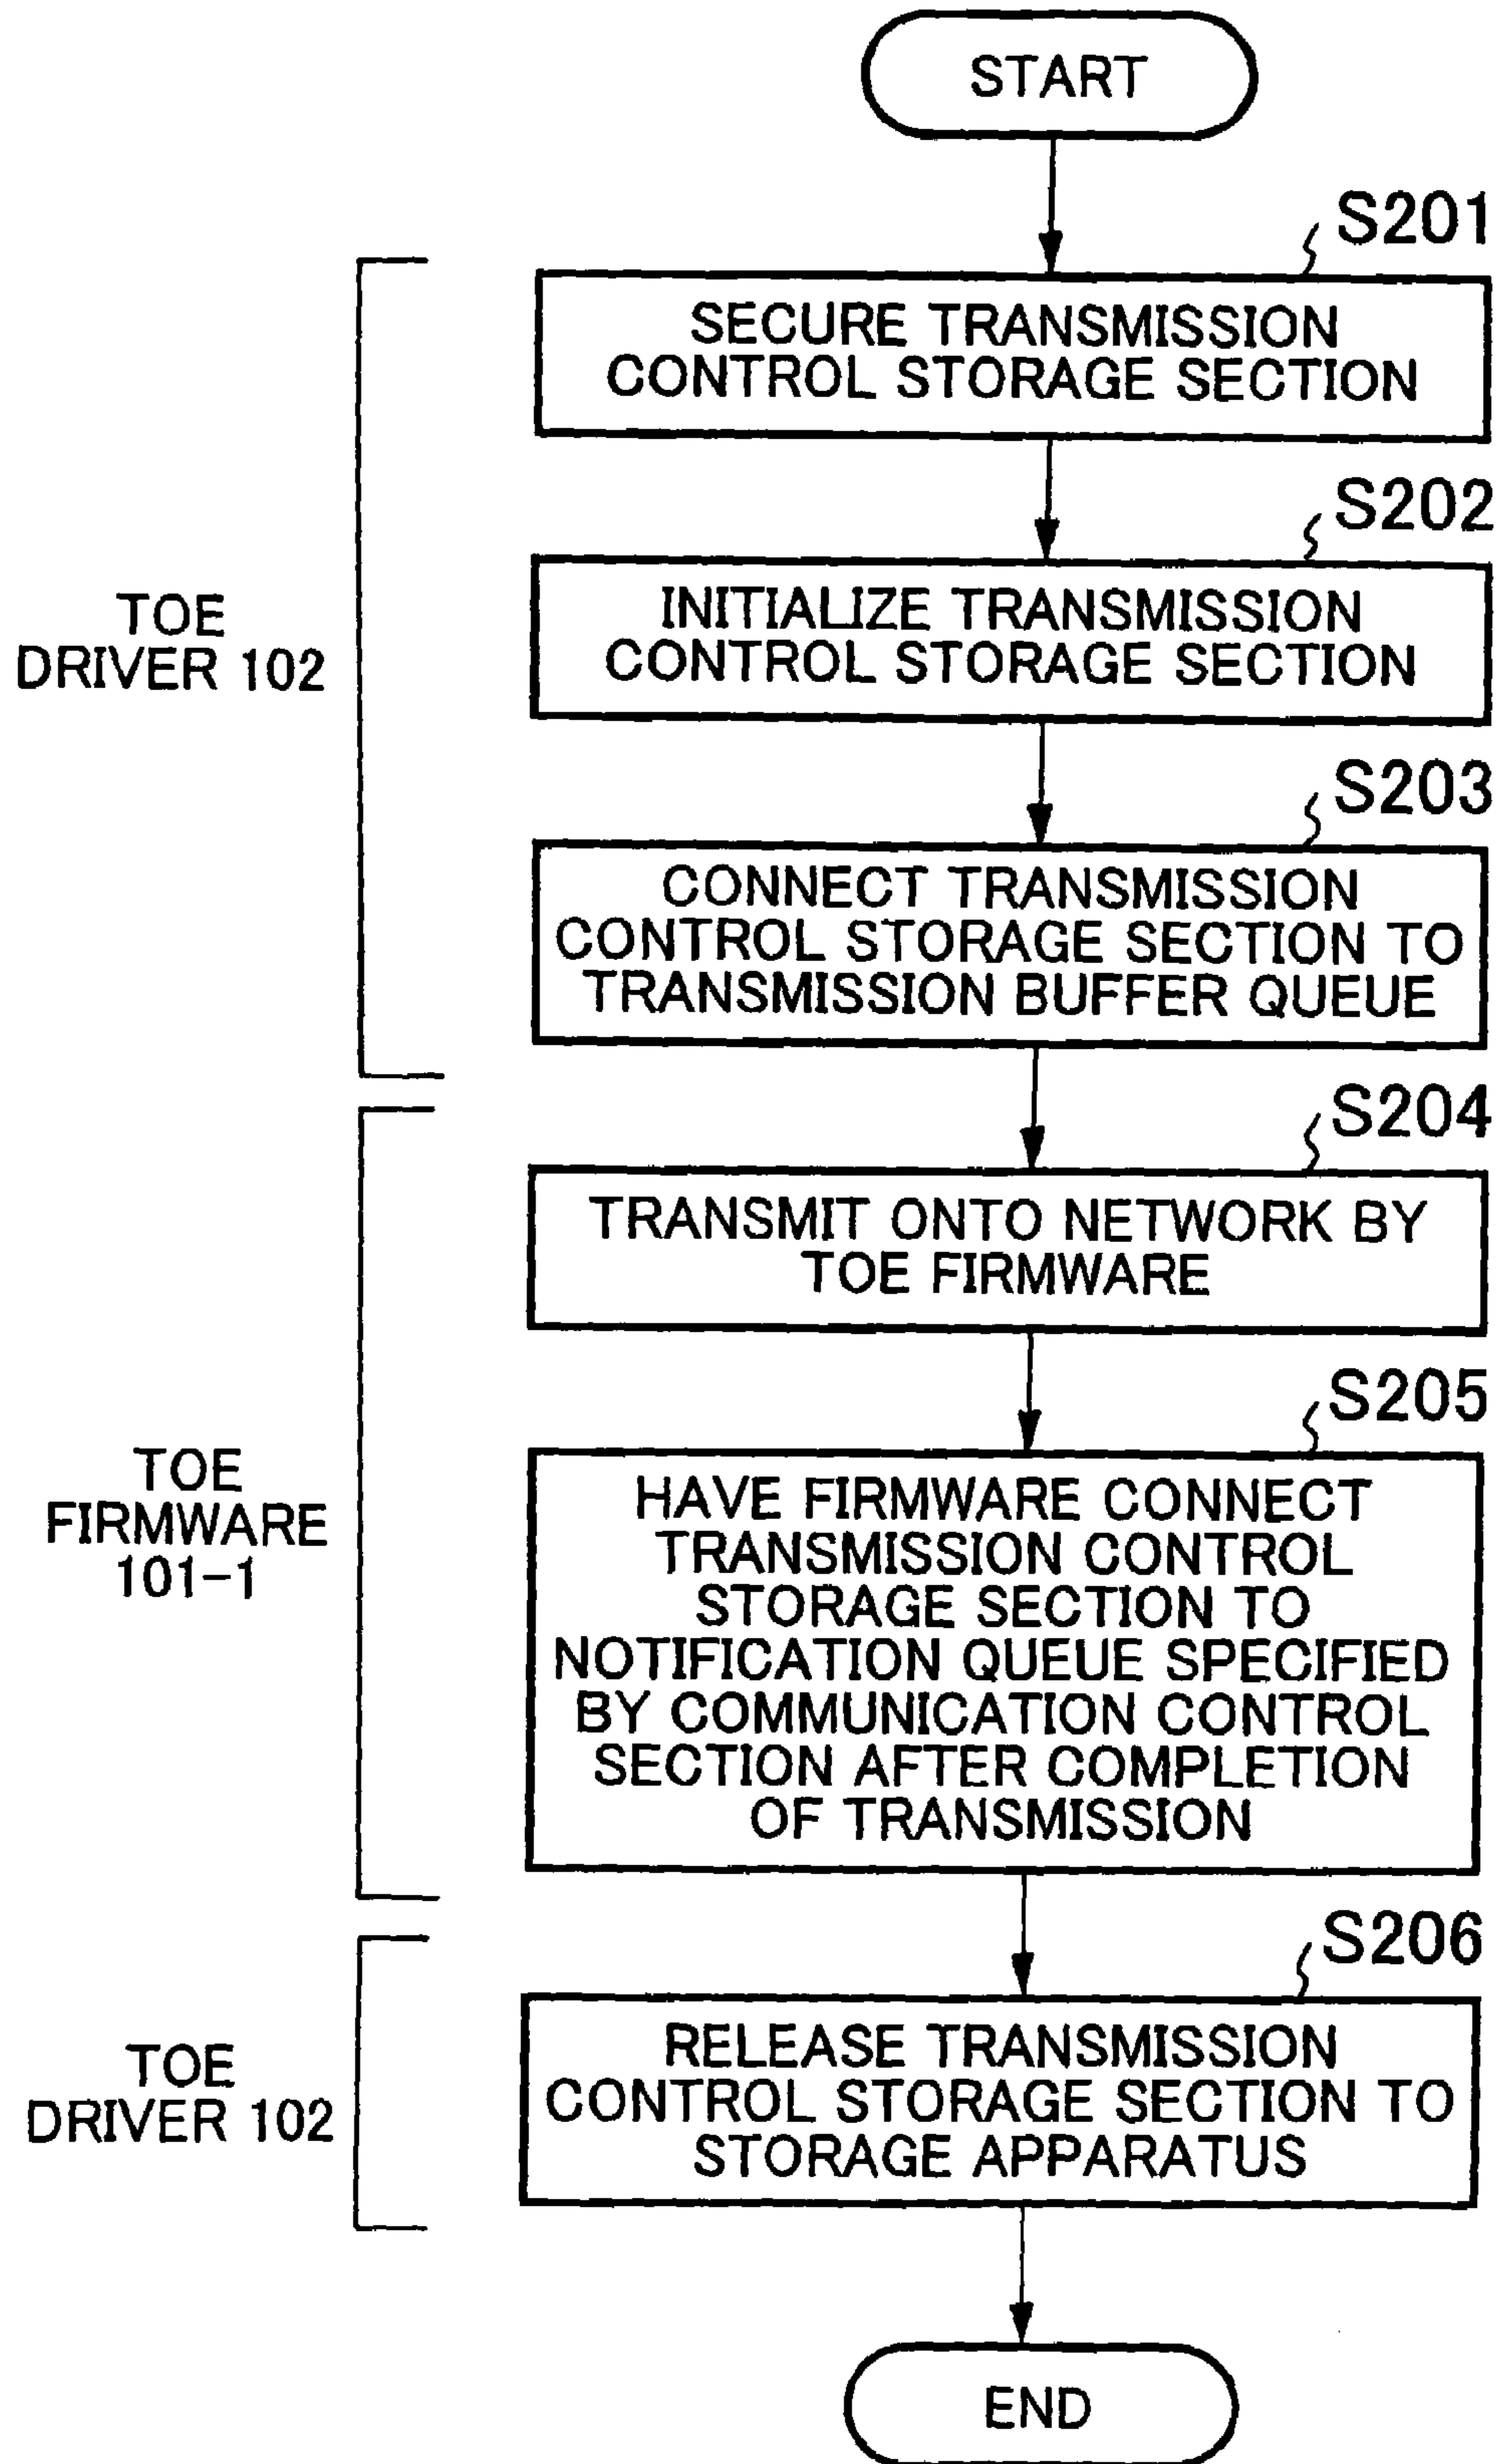 START
S201
SECURE TRANSMISSION
CONTROL STORAGE SECTION
S202
INITIALIZE TRANSMISSION
CONTROL STORAGE SECTION
TOE
DRIVER 102
S203
CONNECT TRANSMISSION
CONTROL STORAGE SECTION TO
TRANSMISSION BUFFER QUEUE
S204
TRANSMIT ONTO NETWORK BY
TOE FIRMWARE
S205
HAVE FIRMWARE CONNECT
TRANSMISSION CONTROL
STORAGE SECTION TO
NOTIFICATION QUEUE SPECIFIED
BY COMMUNICATION CONTROL
SECTION AFTER COMPLETION
OF TRANSMISSION
TOE
FIRMWARE
101-1
S206
RELEASE TRANSMISSION
CONTROL STORAGE SECTION TO
STORAGE APPARATUS
TOE
DRIVER 102
END